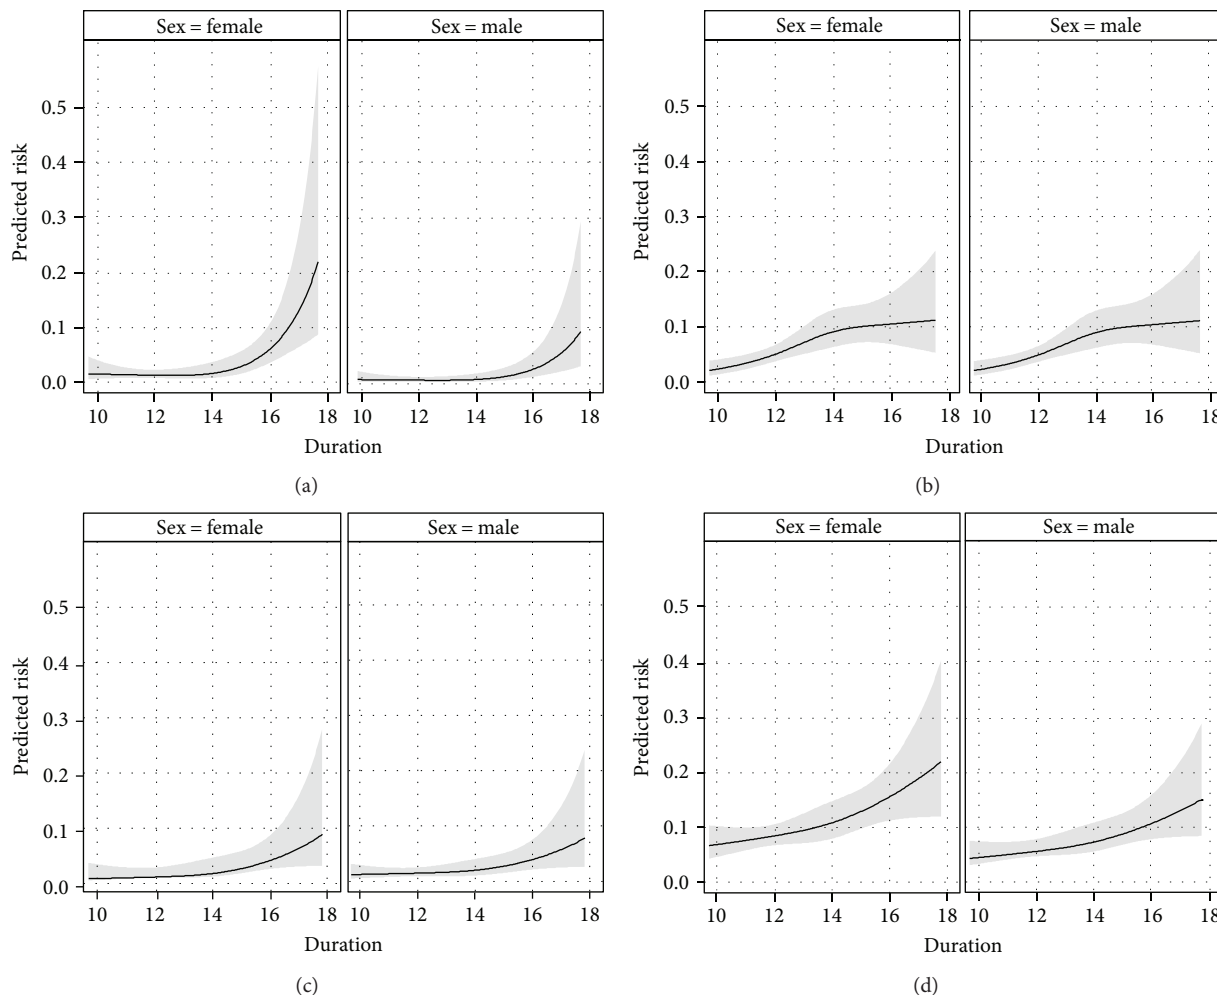 Sex = female
Sex = male
Predicted risk
0.5
0.4
0.3
0.2
0.1
0.0
10 12 14 16 18 10 12 14 16 18
Duration
(a)
Sex = female
Sex = male
Predicted risk
0.5
0.4
0.3
0.2
0.1
0.0
10 12 14 16 18 10 12 14 16 18
Duration
(b)
Sex = female
Sex = male
Predicted risk
0.5
0.4
0.3
0.2
0.1
0.0
10 12 14 16 18 10 12 14 16 18
Duration
(c)
Sex = female
Sex = male
Predicted risk
0.5
0.4
0.3
0.2
0.1
0.0
10 12 14 16 18 10 12 14 16 18
Duration
(d)